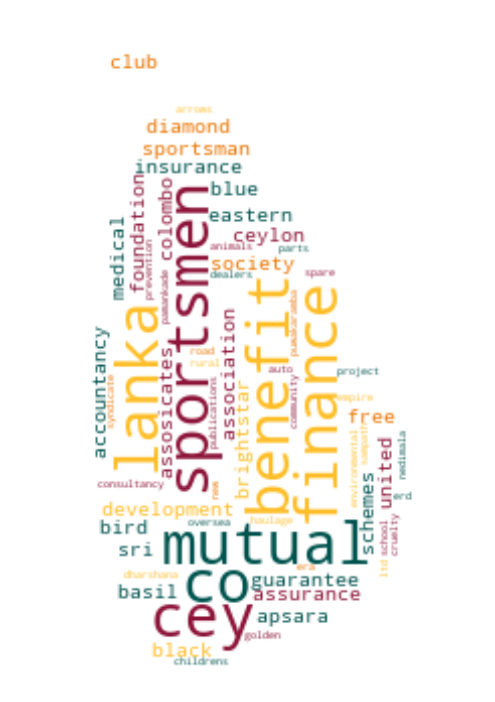 club
arrows
diamond
sportsman
insurance
blue
foundation
colombo
sportsmen
medical
prevention
eastern
ceylon
animals
parts
society
dealers
spare
pamankade
lanka
benefit
finance
pumakaramba
accountancy
syndicate
assosicates
association
road
rural
auto
project
community
publications
brightstar
empire
free
environmental
sampath
united
nedimala
consultancy
new
schemes
erd
development
haulage
bird
oversea
sri
mutual
school
cruelty
ltd
era
dharshana
co
guarantee
basil
assurance
cey
apsara
golden
black
childrens